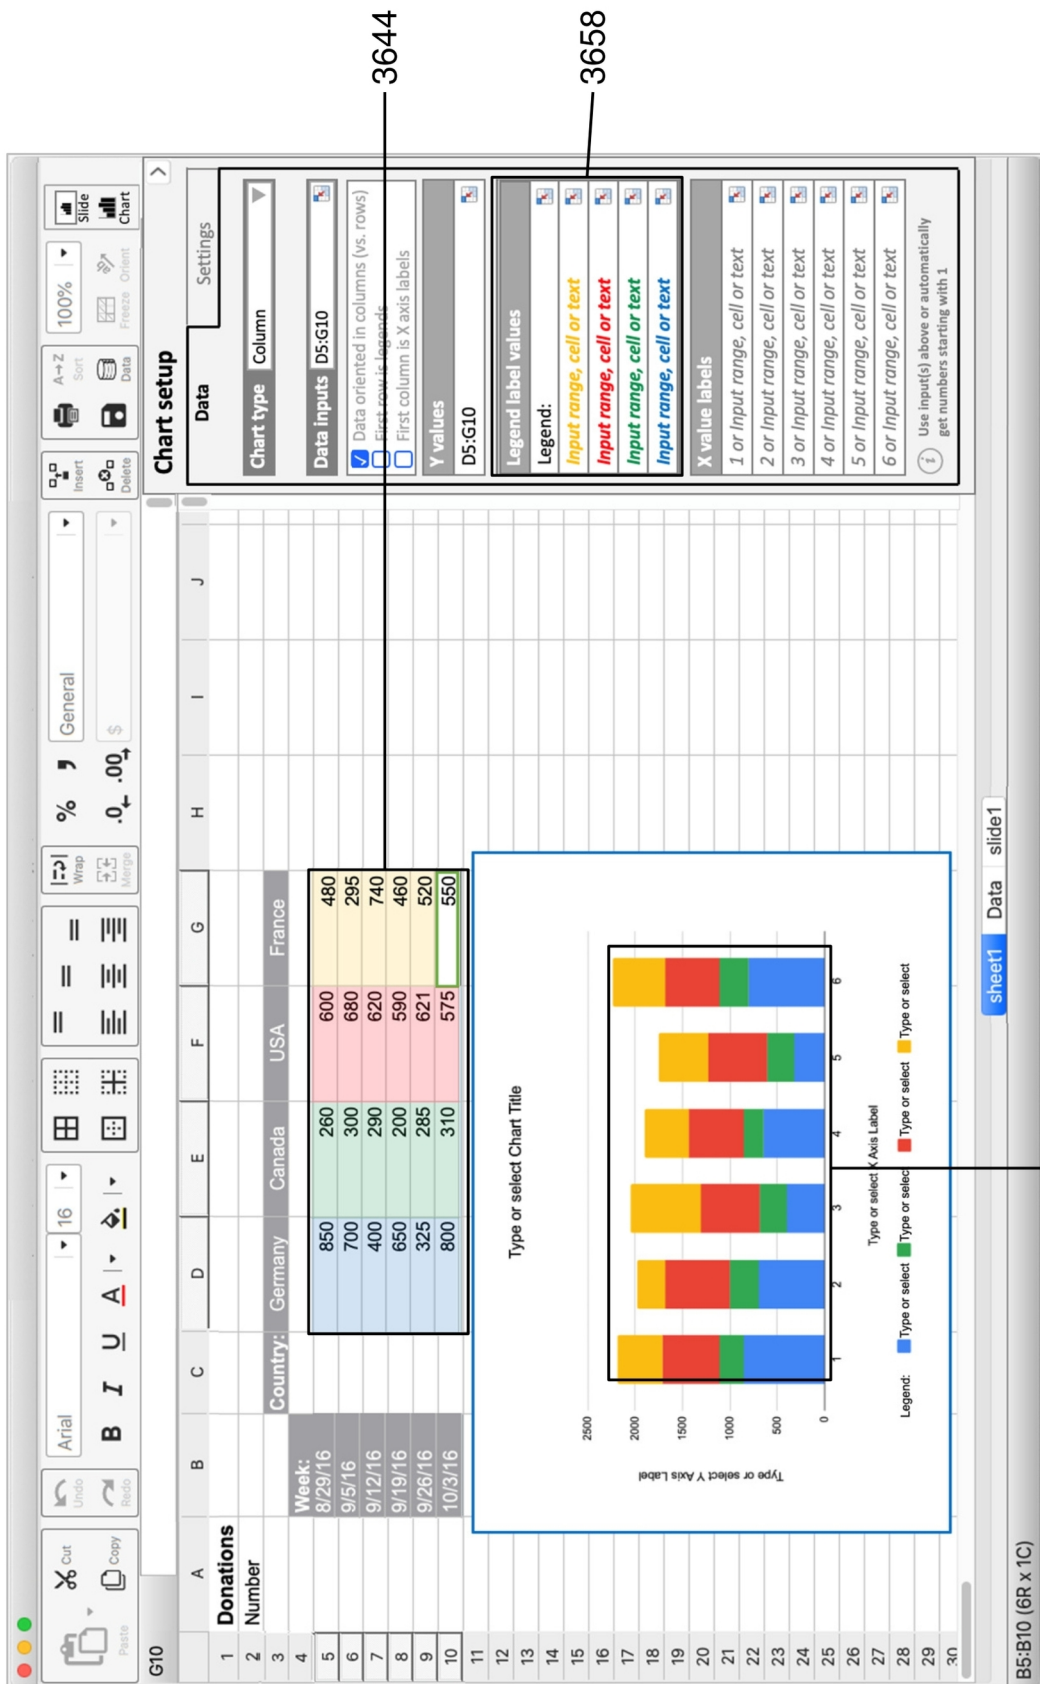 3644
3658
Cut
Copy
Paste
Undo
Redo
Arial
16
B I U A
Wrap
Merge
% ,
.0 .00
General
$
Insert
Delete
A→Z
Sort
Data
100%
Freeze
Orient
Slide
Chart
G10
Chart setup
A B C D E F G H I J
1 Donations
2 Number
3 Country: Germany Canada USA France
4 Week:
5 8/29/16 850 260 600 480
6 9/5/16 700 300 680 295
7 9/12/16 400 290 620 740
8 9/19/16 650 200 590 460
9 9/26/16 325 285 621 520
10 10/3/16 800 310 575 550
11
12
13
14
15
16
17
18
19
20
21
22
23
24
25
26
27
28
29
30
Type or select Chart Title
Type or select Y Axis Label
2500
2000
1500
1000
500
0
1 2 3 4 5 6
Type or select X Axis Label
Legend: Type or select Type or selec Type or select Type or select
Data Settings
Chart type Column
Data inputs D5:G10
Data oriented in columns (vs. rows)
First row is legends
First column is X axis labels
Y values
D5:G10
Legend label values
Legend:
Input range, cell or text
Input range, cell or text
Input range, cell or text
Input range, cell or text
X value labels
1 or Input range, cell or text
2 or Input range, cell or text
3 or Input range, cell or text
4 or Input range, cell or text
5 or Input range, cell or text
6 or Input range, cell or text
i Use input(s) above or automatically
get numbers starting with 1
sheet1 Data slide1
B5:B10 (6R x 1C)